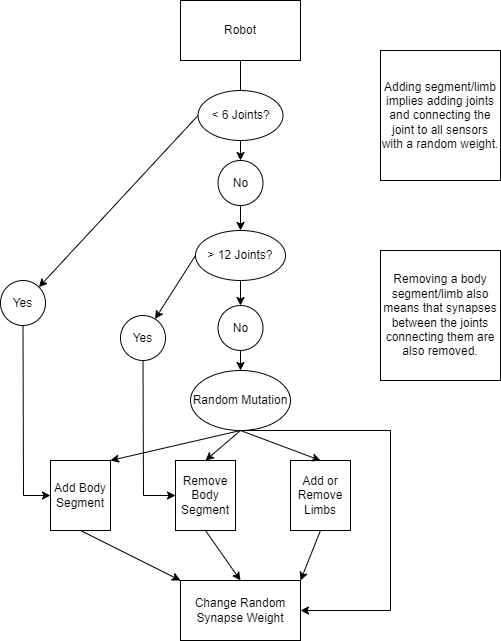 Robot
< 6 Joints?
Adding segment/limb
implies adding joints
and connecting the
joint to all sensors
with a random weight.
No
> 12 Joints?
Yes
Yes
No
Removing a body
segment/limb also
means that synapses
between the joints
connecting them are
also removed.
Random Mutation
Add Body
Segment
Remove
Body
Segment
Add or
Remove
Limbs
Change Random
Synapse Weight